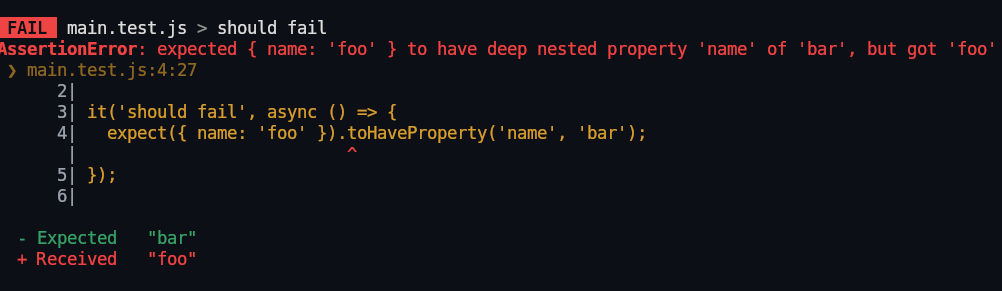 FAIL main.test.js > should fail
AssertionError: expected { name: 'foo' } to have deep nested property 'name' of 'bar', but got 'foo'
❯ main.test.js:4:27
2|
3| it('should fail', async () => {
4|   expect({ name: 'foo' }).toHaveProperty('name', 'bar');
|                           ^
5| });
6|
- Expected   "bar"
+ Received   "foo"